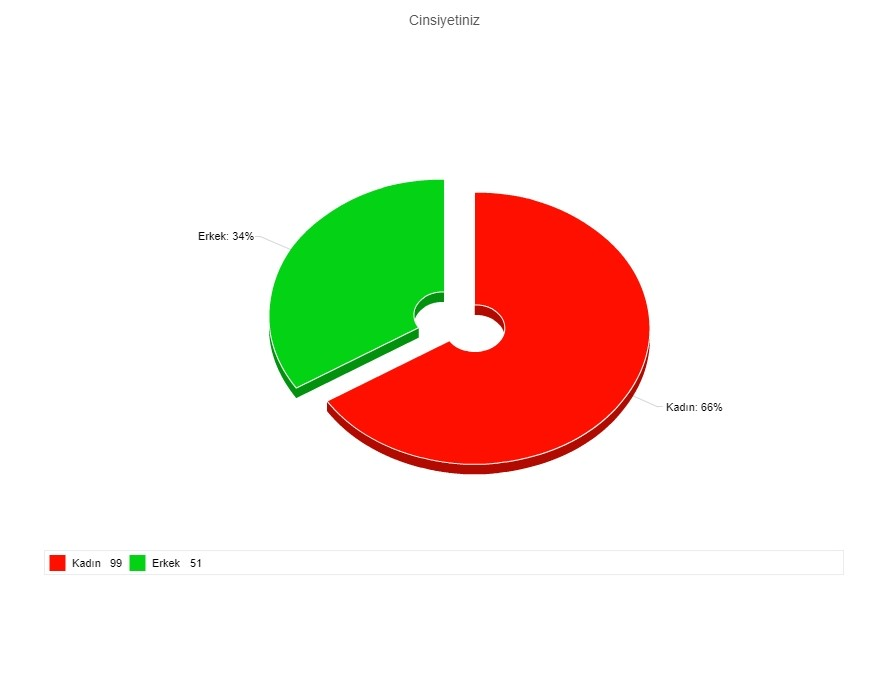 Cinsiyetiniz
Erkek: 34%
Kadın: 66%
Kadın 99 Erkek 51